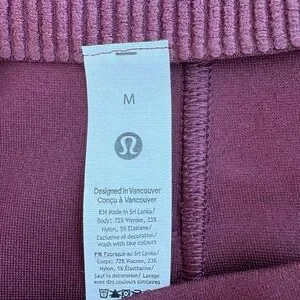 M
Designed in Vancouver
Conçu à Vancouver
EN Made in Sri Lanka/
Body: 72% Viscose, 23%
Nylon, 5% Elastane/
Exclusive of decoration/
Wash with like colours
FR Fabriqué au Sri Lanka/
Corps: 72% Viscose, 23%
Nylon, 5% Élasthanne/
Sauf la décoration/ Lavage
avec des couleurs similaires